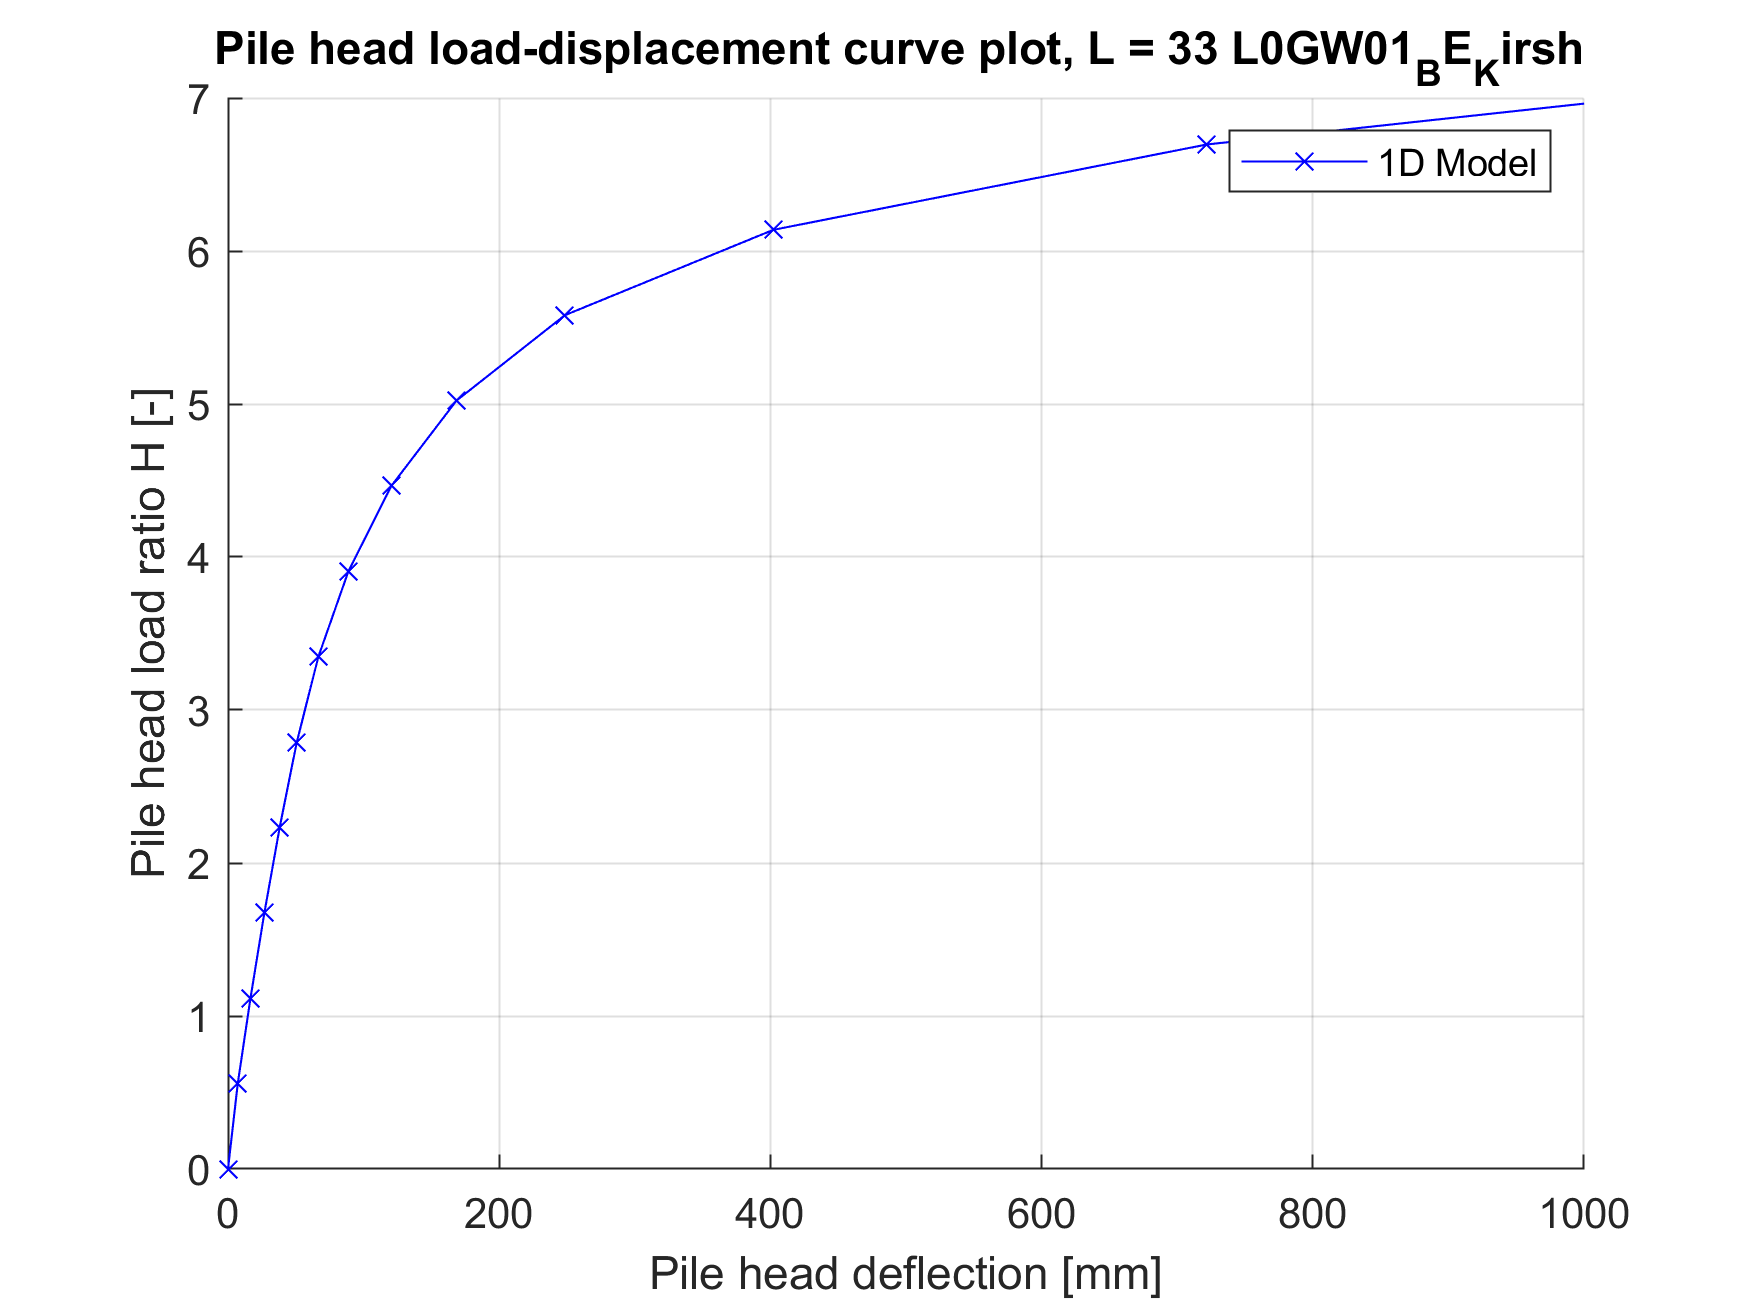 Pile head load-displacement curve plot, L = 33 L0GW01BEKirsh
7
6
5
4
3
2
1
0
Pile head load ratio H [-]
1D Model
0 200 400 600 800 1000
Pile head deflection [mm]